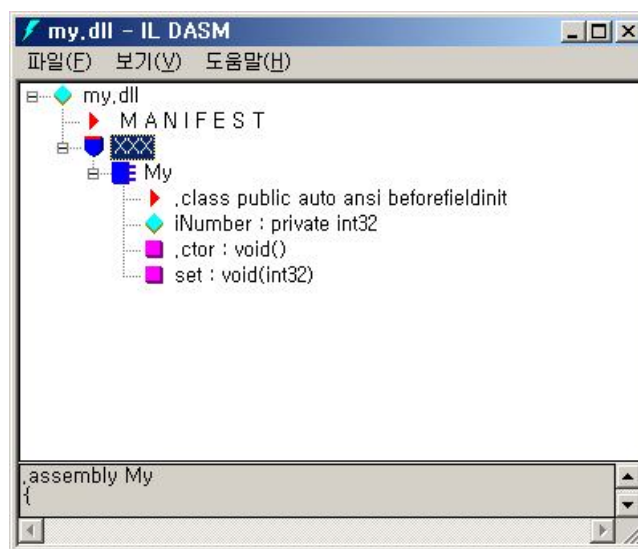 my.dll - IL DASM
파일(F) 보기(V) 도움말(H)
my.dll
M A N I F E S T
XXX
My
.class public auto ansi beforefieldinit
iNumber : private int32
.ctor : void()
set : void(int32)
.assembly My
{